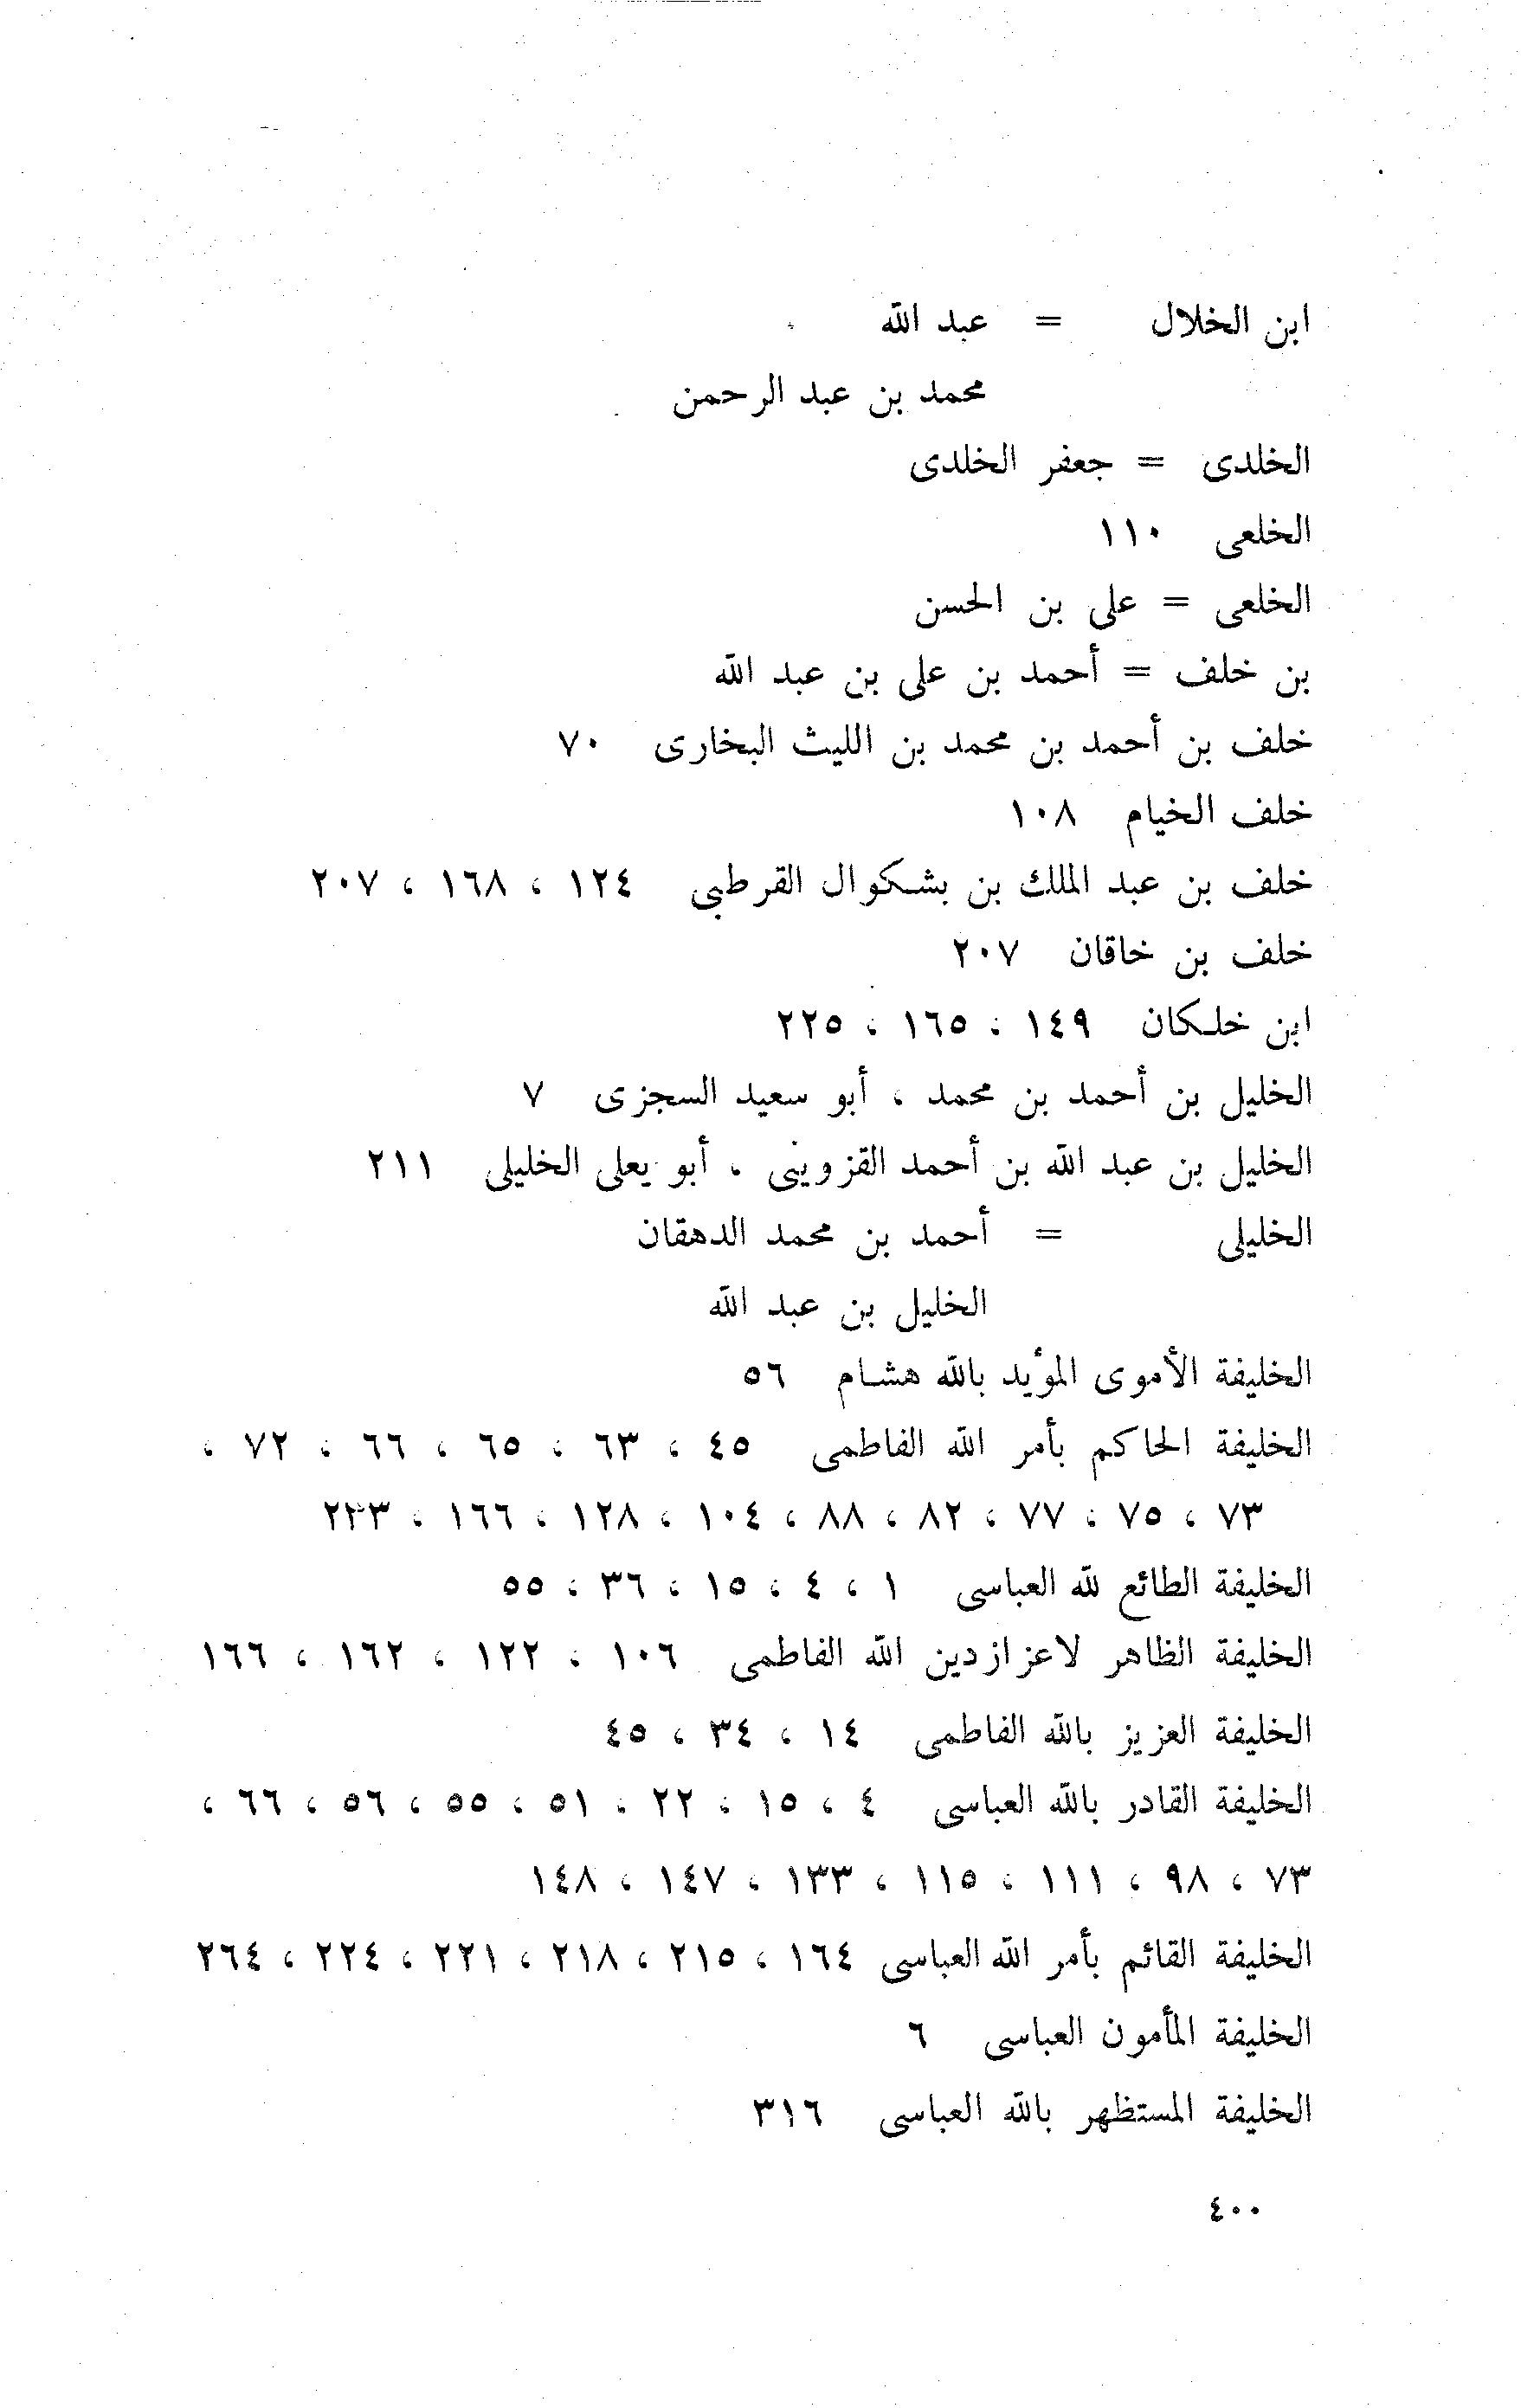 ابن الخلال = عبد الله
محمد بن عبد الرحمن
الخلدى = جعفر الخلدى
الخلعى ١١٠
الخلعى = على بن الحسن
بن خلف = أحمد بن على بن عبد الله
خلف بن أحمد بن محمد بن الليث البخارى ٧٠
خلف الخيام ١٠٨
خلف بن عبد الملك بن بشكوال القرطبى ١٢٤ ، ١٦٨ ، ٢٠٧
خلف بن خاقان ٢٠٧
ابن خلكان ١٤٩ ، ١٦٥ ، ٢٢٥
الخليل بن أحمد بن محمد ، أبو سعيد السجزى ٧
الخليل بن عبد الله بن أحمد القزوينى ، أبو يعلى الخليلى ٢١١
الخليلى = أحمد بن محمد الدهقان
الخليل بن عبد الله
الخليفة الأموى المؤيد بالله هشام ٥٦
الخليفة الحاكم بأمر الله الفاطمى ٤٥ ، ٦٣ ، ٦٥ ، ٦٦ ، ٧٢ ،
٧٣ ، ٧٥ ، ٧٧ ، ٨٢ ، ٨٨ ، ١٠٤ ، ١٢٨ ، ١٦٦ ، ٢٣٣
الخليفة الطائع لله العباسى ١ ، ٤ ، ١٥ ، ٣٦ ، ٥٥
الخليفة الظاهر لاعزازدين الله الفاطمى ١٠٦ ، ١٢٢ ، ١٦٢ ، ١٦٦
الخليفة العزيز بالله الفاطمى ١٤ ، ٣٤ ، ٤٥
الخليفة القادر بالله العباسى ٤ ، ١٥ ، ٢٢ ، ٥١ ، ٥٥ ، ٥٦ ، ٦٦ ،
٧٣ ، ٩٨ ، ١١١ ، ١١٥ ، ١٣٣ ، ١٤٧ ، ١٤٨
الخليفة القائم بأمر الله العباسى ١٦٤ ، ٢١٥ ، ٢١٨ ، ٢٢١ ، ٢٢٤ ، ٢٦٤
الخليفة المأمون العباسى ٦
الخليفة المستظهر بالله العباسى ٣١٦
٤٠٠